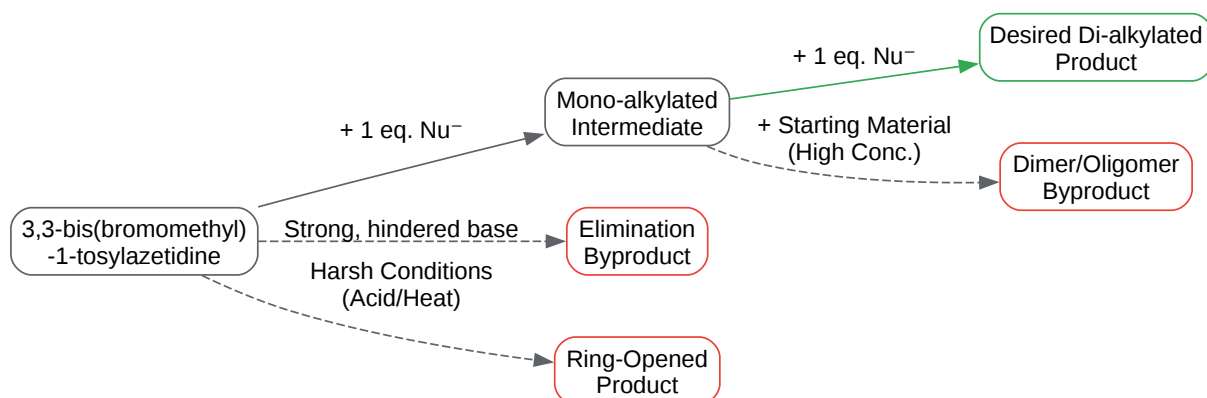 3,3-bis(bromomethyl)
-1-tosylazetidine
+ 1 eq. Nu⁻
Mono-alkylated
Intermediate
+ 1 eq. Nu⁻
Desired Di-alkylated
Product
+ Starting Material
(High Conc.)
Dimer/Oligomer
Byproduct
Strong, hindered base
Elimination
Byproduct
Harsh Conditions
(Acid/Heat)
Ring-Opened
Product